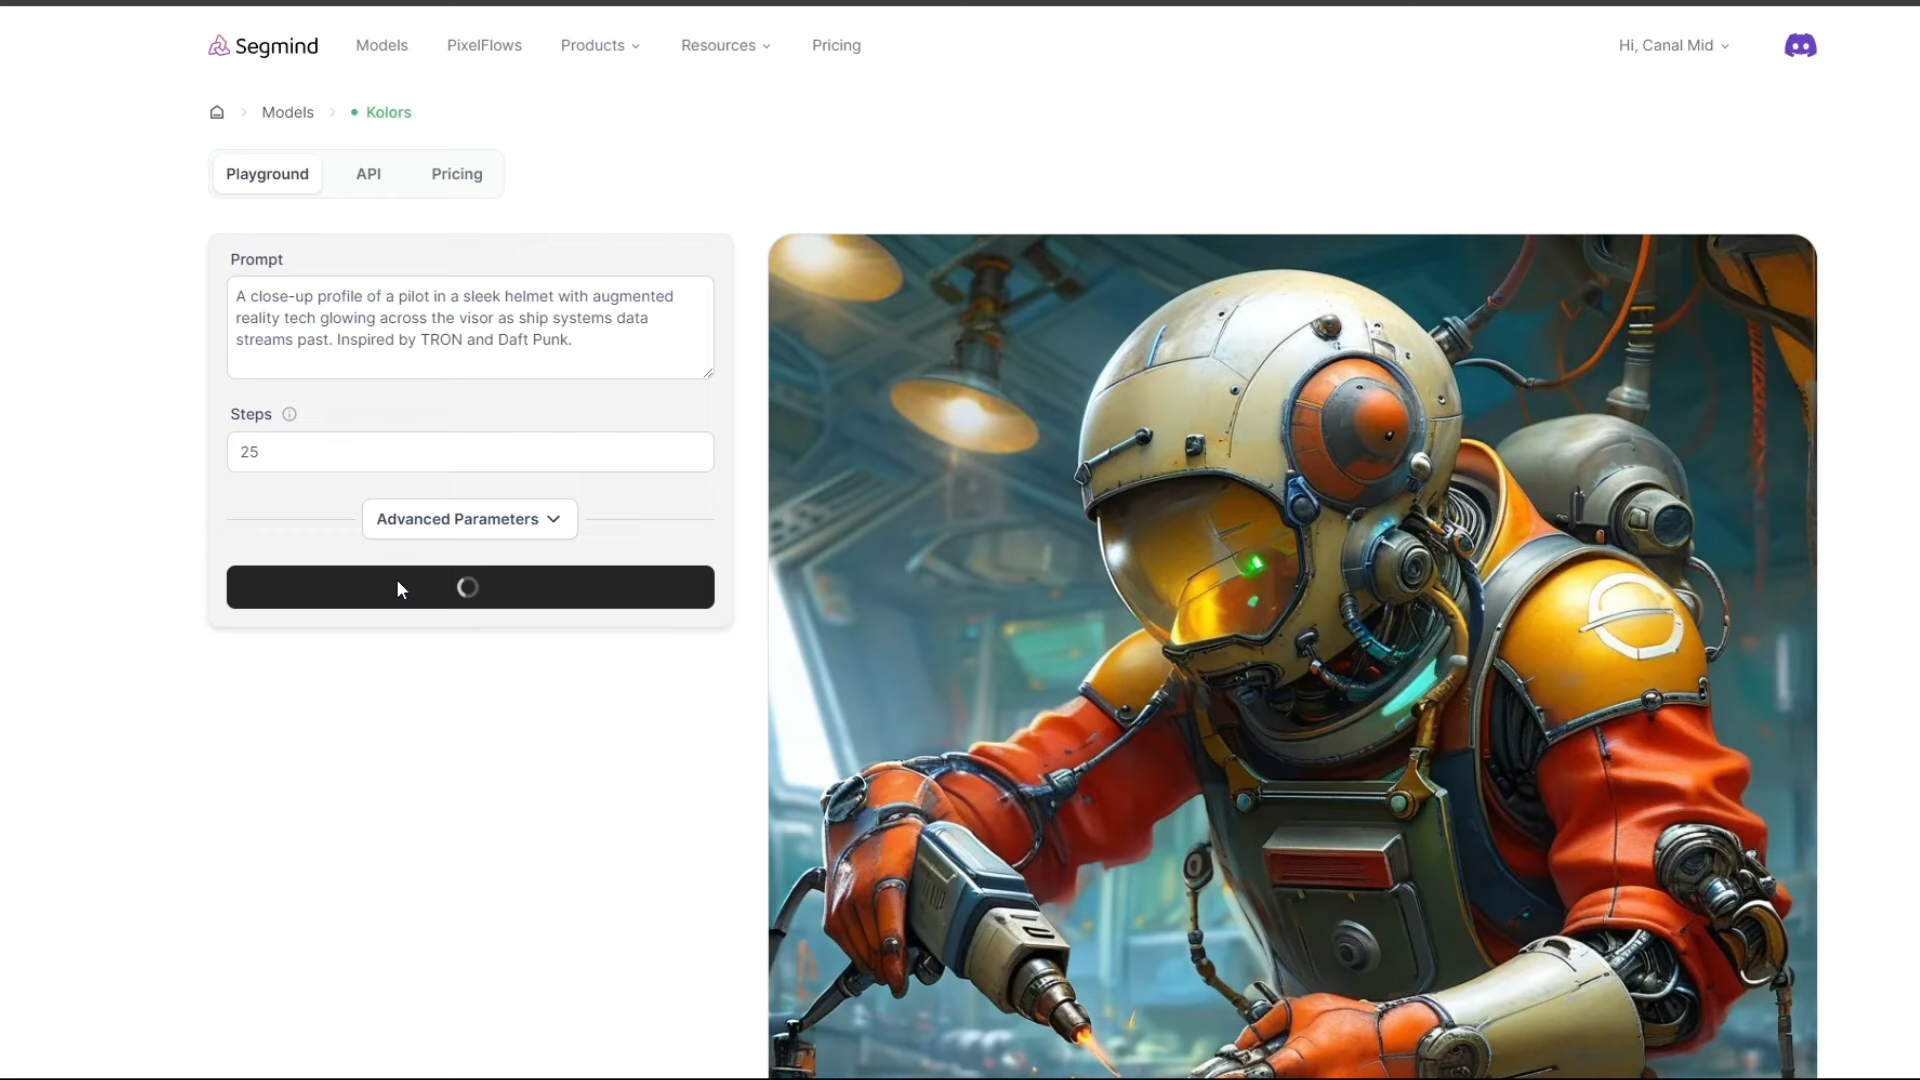 Segmind
Models
PixelFlows
Products
Resources
Pricing
Hi, Canal Mid
Models
Kolors
Playground
API
Pricing
Prompt
A close-up profile of a pilot in a sleek helmet with augmented
reality tech glowing across the visor as ship systems data
streams past. Inspired by TRON and Daft Punk.
Steps
25
Advanced Parameters